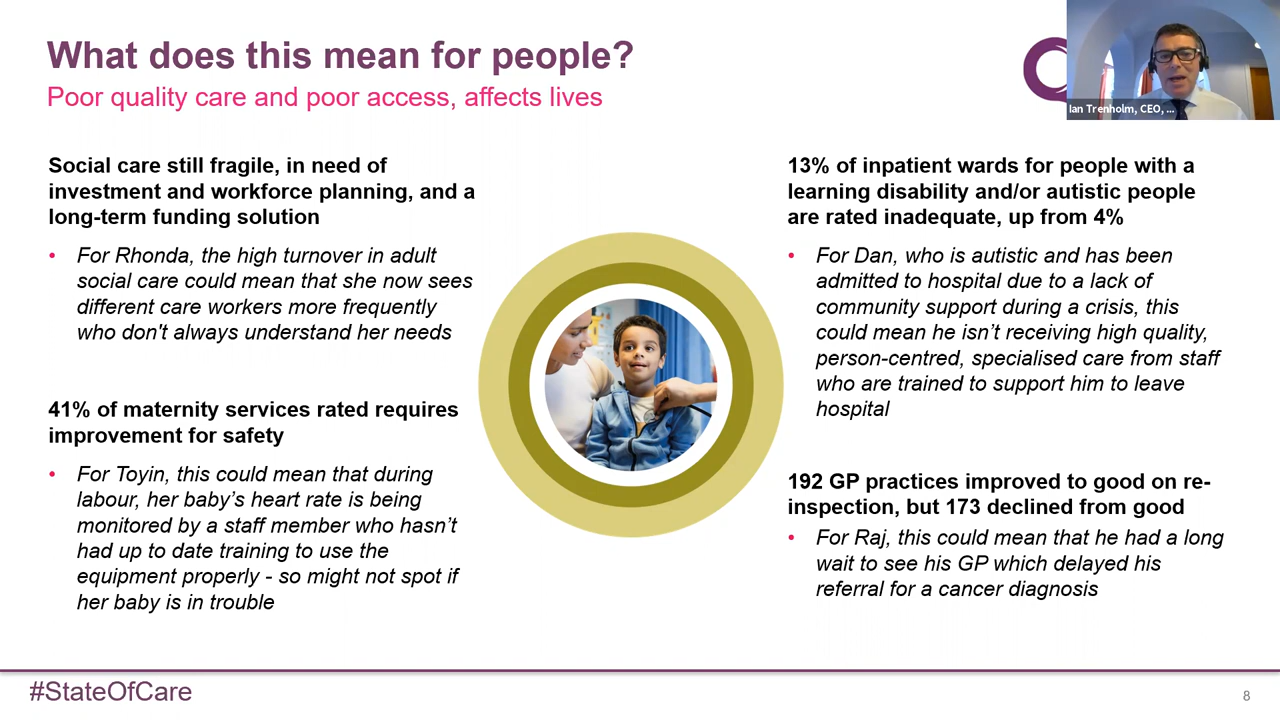 What does this mean for people?
Poor quality care and poor access, affects lives
Ian Trenholm, CEO, ...
Social care still fragile, in need of
investment and workforce planning, and a
long-term funding solution
• For Rhonda, the high turnover in adult
social care could mean that she now sees
different care workers more frequently
who don't always understand her needs
41% of maternity services rated requires
improvement for safety
• For Toyin, this could mean that during
labour, her baby’s heart rate is being
monitored by a staff member who hasn’t
had up to date training to use the
equipment properly - so might not spot if
her baby is in trouble
13% of inpatient wards for people with a
learning disability and/or autistic people
are rated inadequate, up from 4%
• For Dan, who is autistic and has been
admitted to hospital due to a lack of
community support during a crisis, this
could mean he isn’t receiving high quality,
person-centred, specialised care from staff
who are trained to support him to leave
hospital
192 GP practices improved to good on re-
inspection, but 173 declined from good
• For Raj, this could mean that he had a long
wait to see his GP which delayed his
referral for a cancer diagnosis
#StateOfCare
8